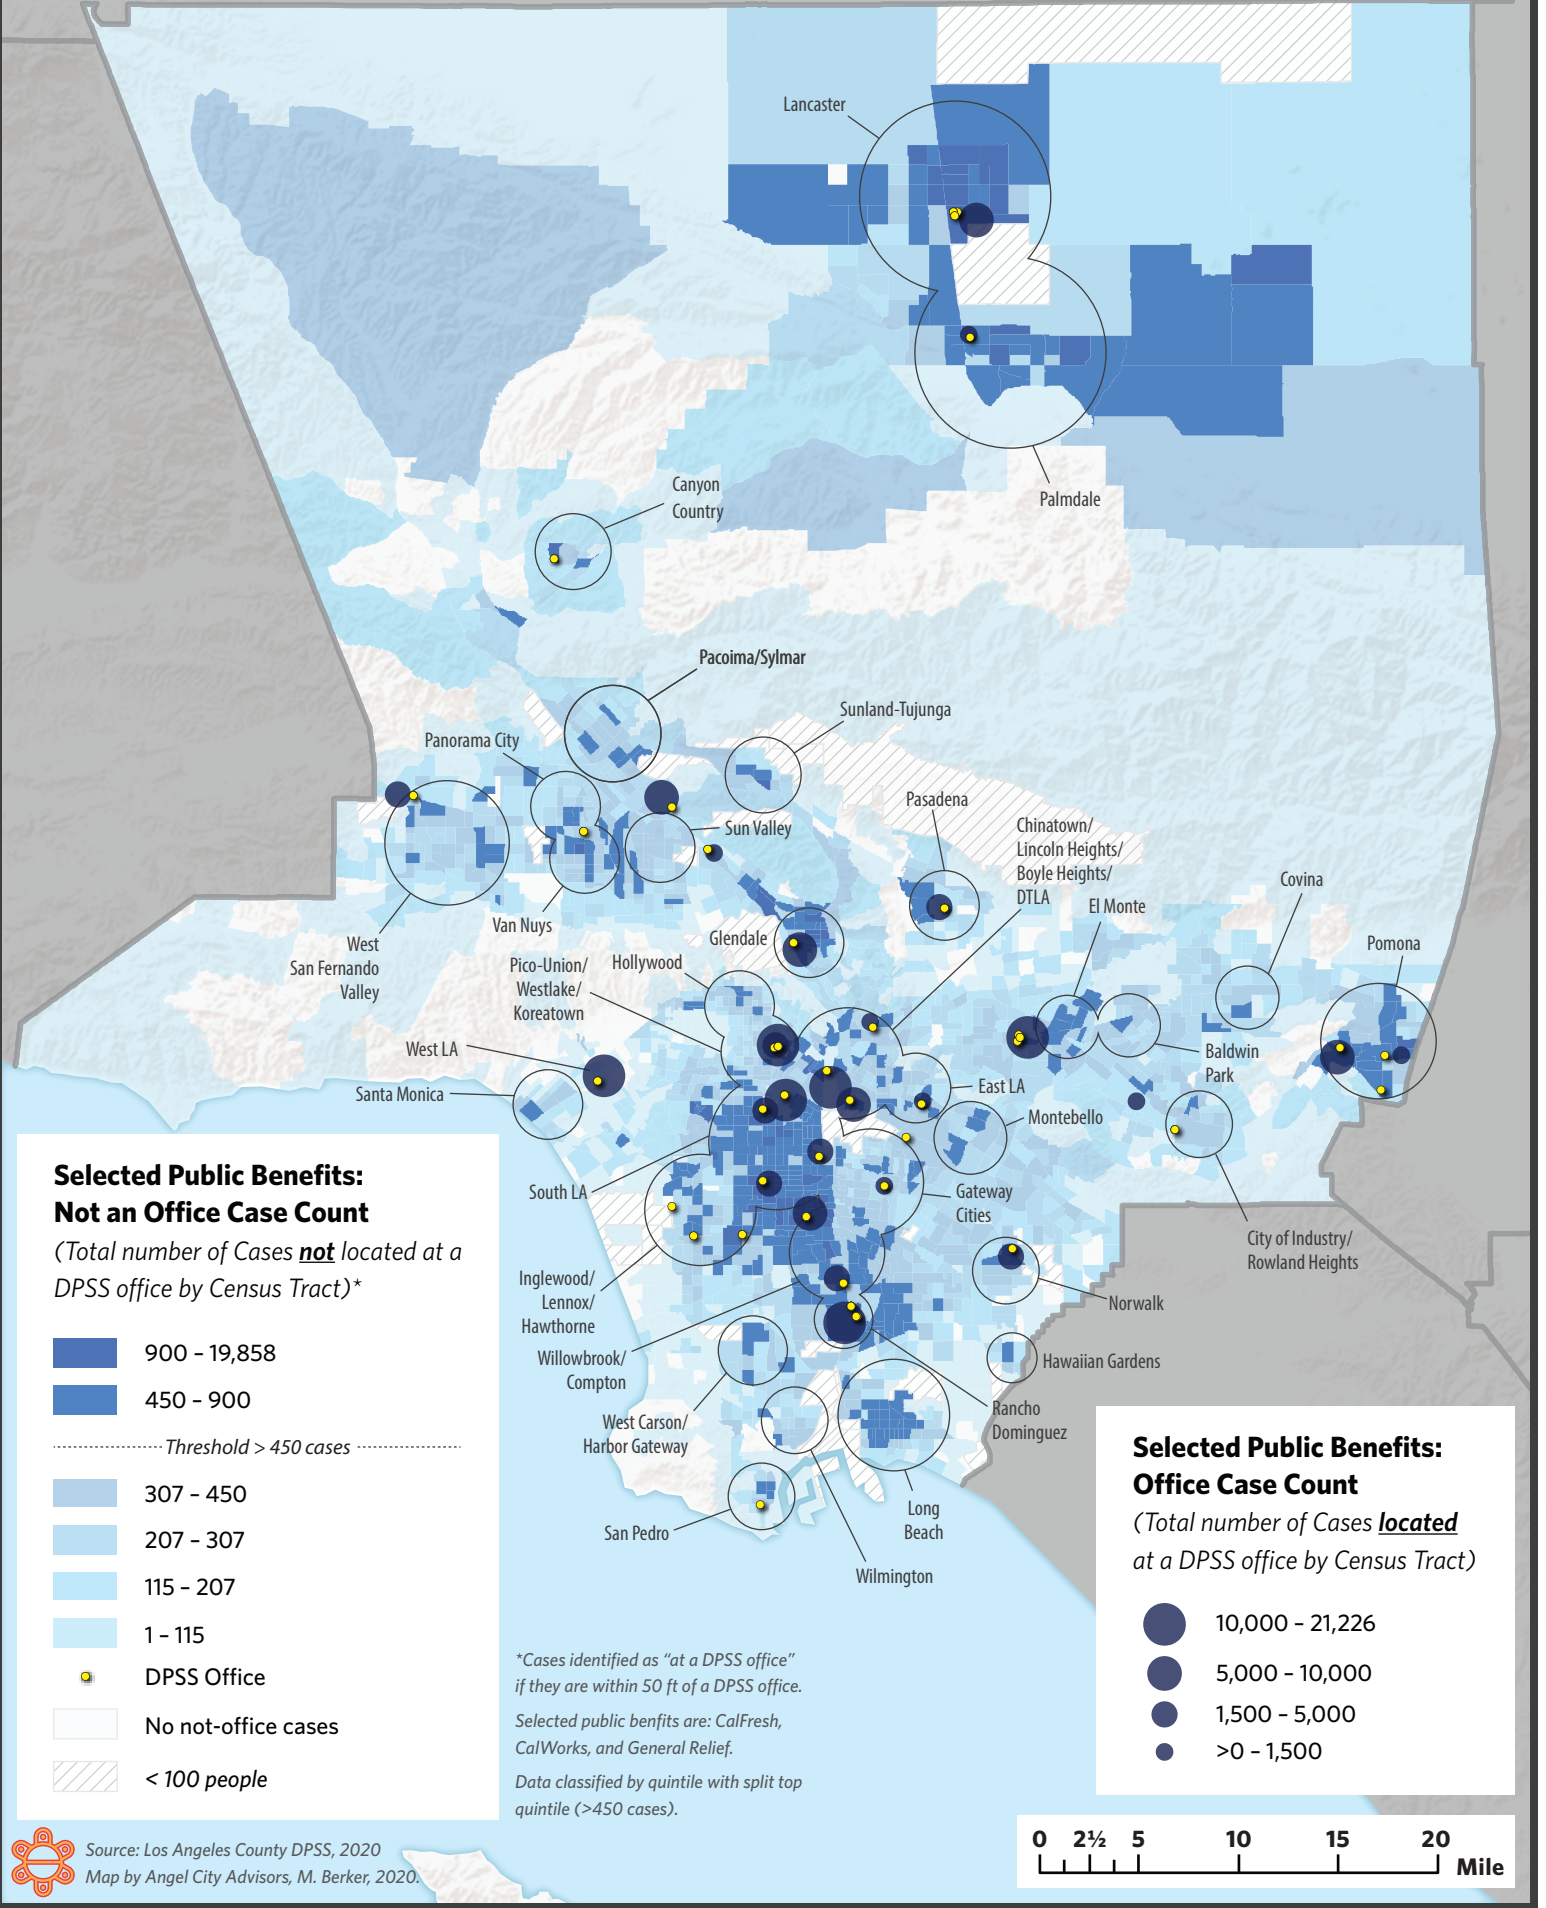 Lancaster
Palmdale
Canyon
Country
Pacoima/Sylmar
Sunland-Tujunga
Panorama City
Pasadena
Sun Valley
Chinatown/
Lincoln Heights/
Boyle Heights/
DTLA
Covina
El Monte
Van Nuys
Glendale
Pomona
West
San Fernando
Valley
Hollywood
Pico-Union/
Westlake/
Koreatown
West LA
Baldwin
Park
Santa Monica
East LA
Montebello
South LA
Gateway
Cities
City of Industry/
Rowland Heights
Inglewood/
Lennox/
Hawthorne
Norwalk
Willowbrook/
Compton
Hawaiian Gardens
West Carson/
Harbor Gateway
Rancho
Dominguez
Long
Beach
San Pedro
Wilmington
Selected Public Benefits:
Not an Office Case Count
(Total number of Cases not located at a
DPSS office by Census Tract)*
900 – 19,858
450 – 900
Threshold > 450 cases
307 – 450
207 – 307
115 – 207
1 – 115
DPSS Office
No not-office cases
< 100 people
Selected Public Benefits:
Office Case Count
(Total number of Cases located
at a DPSS office by Census Tract)
10,000 – 21,226
5,000 – 10,000
1,500 – 5,000
>0 – 1,500
*Cases identified as “at a DPSS office”
if they are within 50 ft of a DPSS office.
Selected public benfits are: CalFresh,
CalWorks, and General Relief.
Data classified by quintile with split top
quintile (>450 cases).
Source: Los Angeles County DPSS, 2020
Map by Angel City Advisors, M. Berker, 2020.
0 2½ 5 10 15 20
Mile